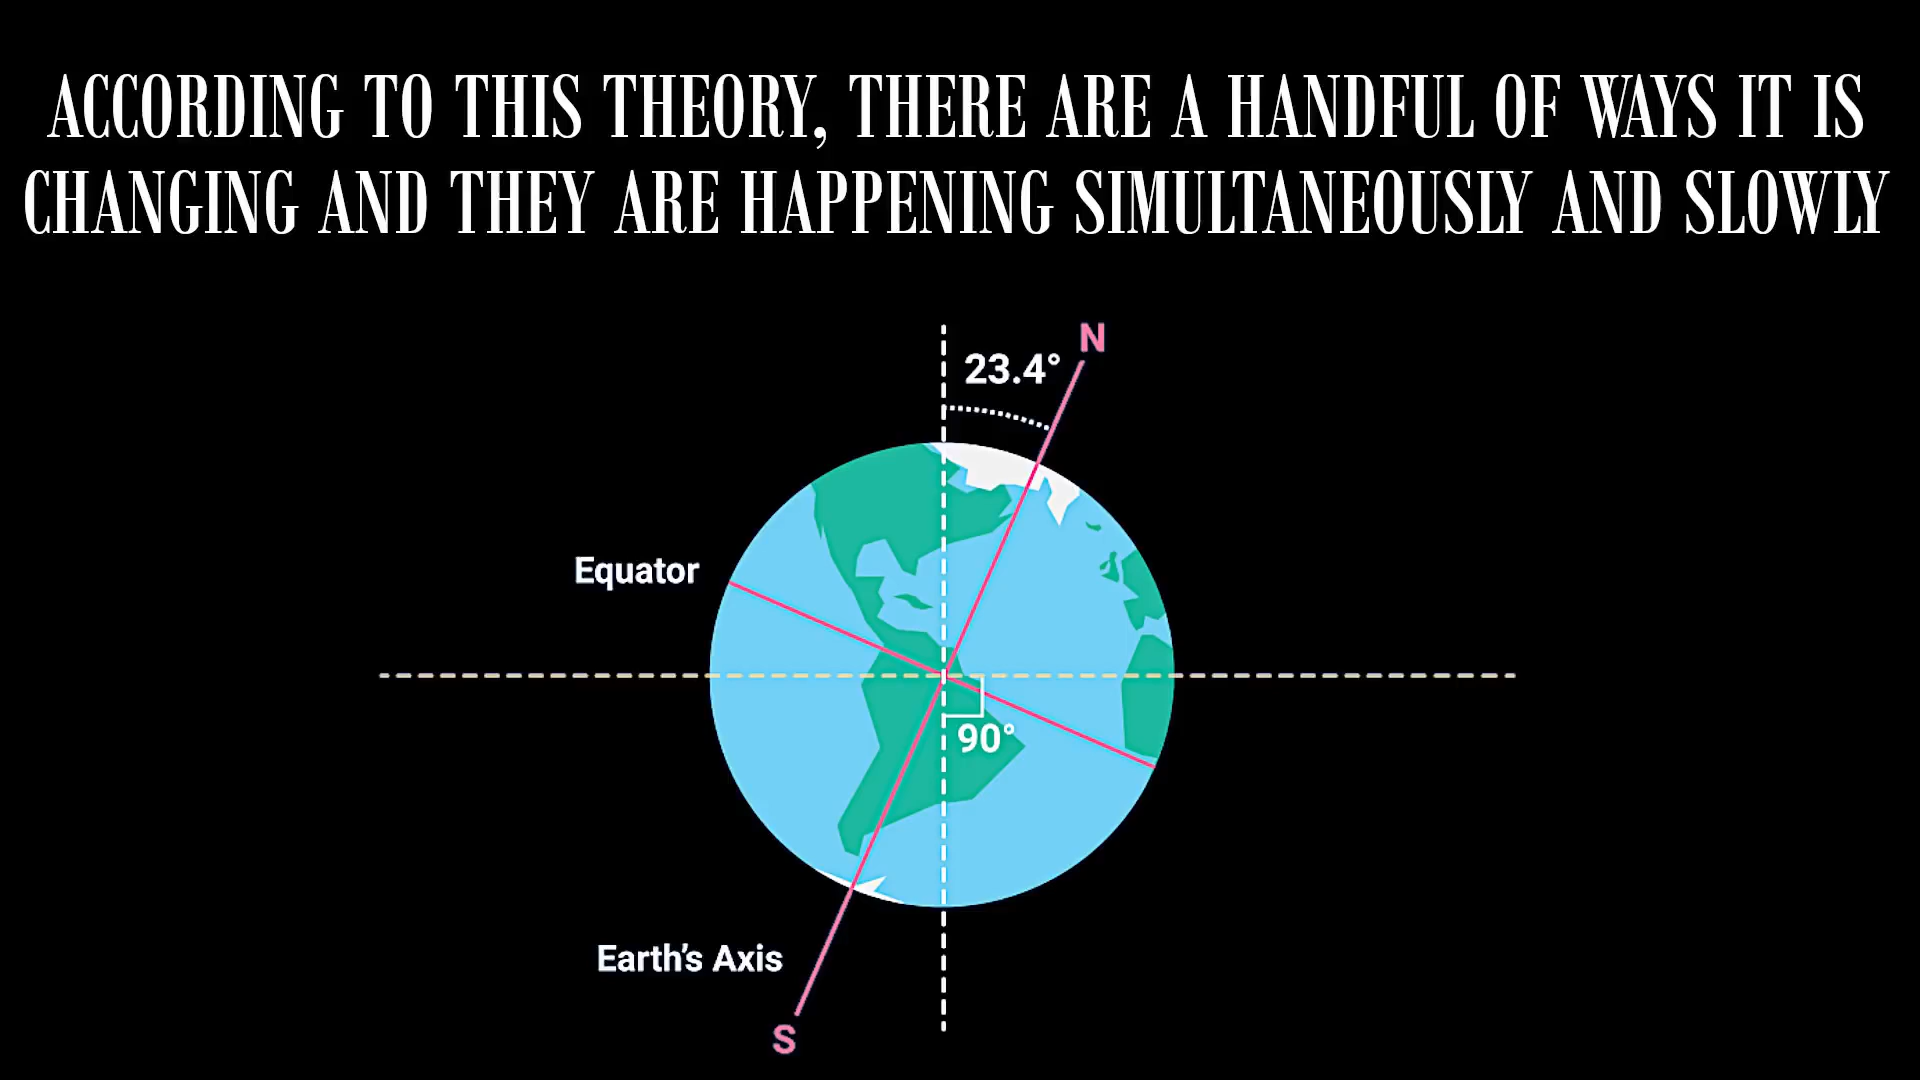 ACCORDING TO THIS THEORY, THERE ARE A HANDFUL OF WAYS IT IS
CHANGING AND THEY ARE HAPPENING SIMULTANEOUSLY AND SLOWLY
N
23.4°
Equator
90°
Earth's Axis
S